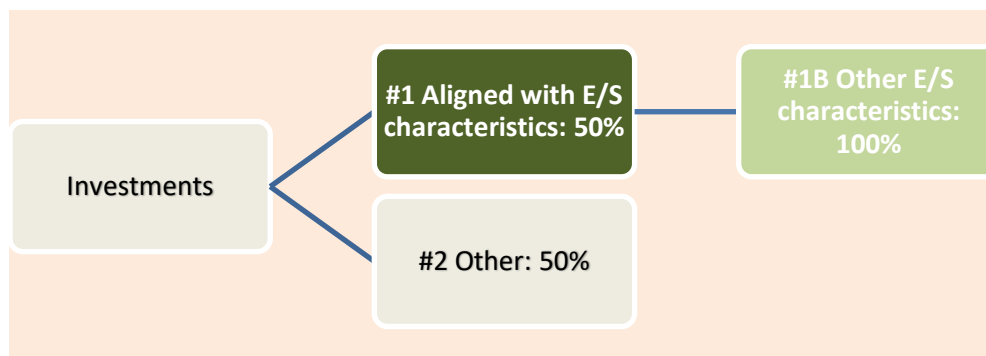 Investments
#1 Aligned with E/S
characteristics: 50%
#2 Other: 50%
#1B Other E/S
characteristics:
100%